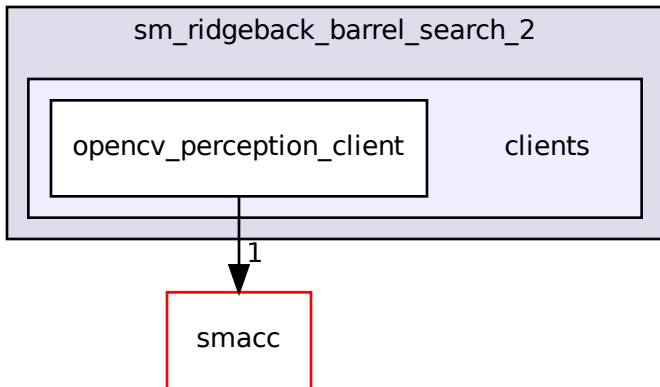 sm_ridgeback_barrel_search_2
opencv_perception_client
clients
1
smacc